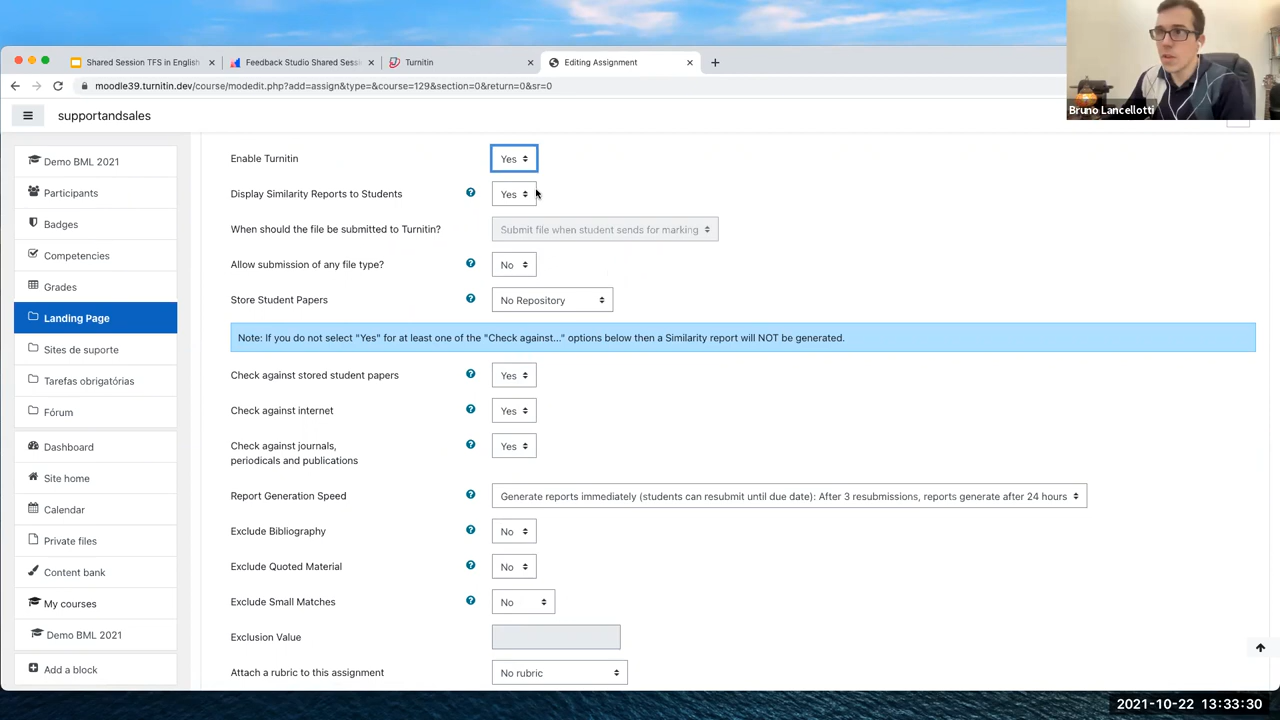 Shared Session TFS in English
Feedback Studio Shared Sessi
Turnitin
Editing Assignment
moodle39.turnitin.dev/course/modedit.php?add=assign&type=&course=129&section=0&return=0&sr=0
Bruno Lancellotti
supportandsales
Demo BML 2021
Participants
Badges
Competencies
Grades
Landing Page
Sites de suporte
Tarefas obrigatórias
Fórum
Dashboard
Site home
Calendar
Private files
Content bank
My courses
Demo BML 2021
Add a block
Enable Turnitin
Yes
Display Similarity Reports to Students
Yes
When should the file be submitted to Turnitin?
Submit file when student sends for marking
Allow submission of any file type?
No
Store Student Papers
No Repository
Note: If you do not select "Yes" for at least one of the "Check against..." options below then a Similarity report will NOT be generated.
Check against stored student papers
Yes
Check against internet
Yes
Check against journals,
periodicals and publications
Yes
Report Generation Speed
Generate reports immediately (students can resubmit until due date): After 3 resubmissions, reports generate after 24 hours
Exclude Bibliography
No
Exclude Quoted Material
No
Exclude Small Matches
No
Exclusion Value
Attach a rubric to this assignment
No rubric
2021-10-22 13:33:30